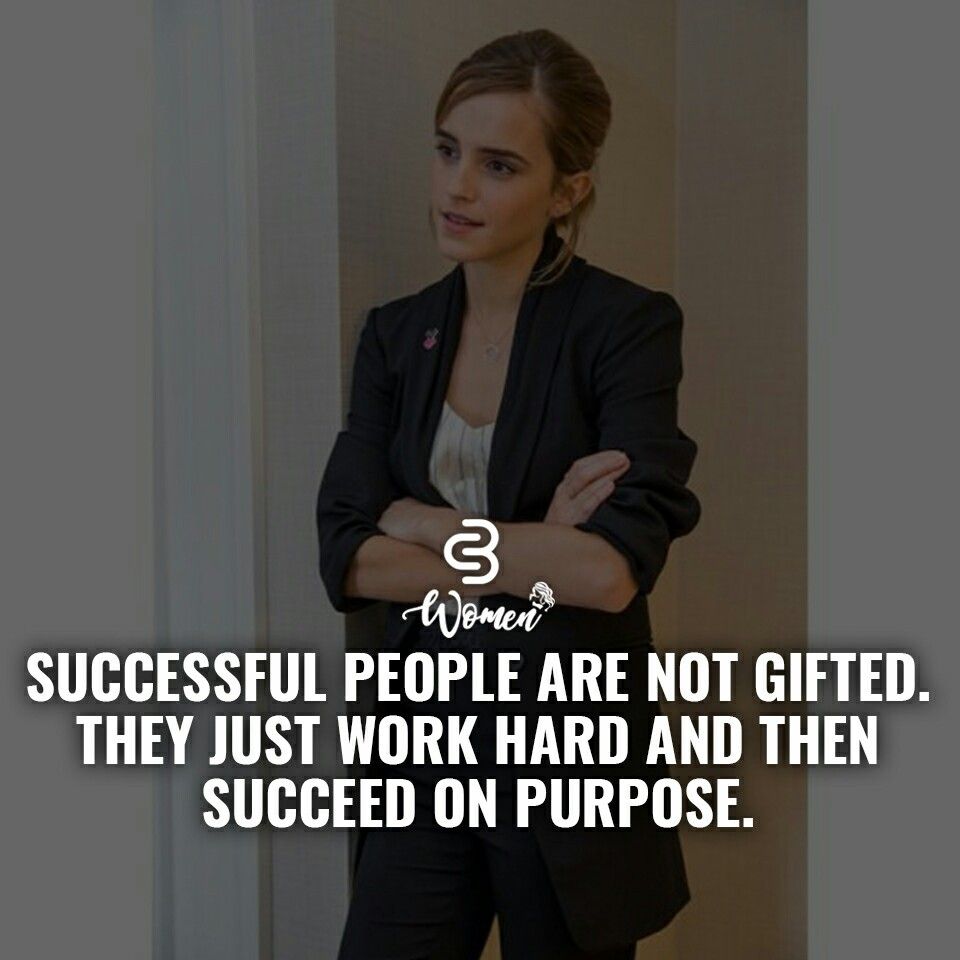 Women
SUCCESSFUL PEOPLE ARE NOT GIFTED.
THEY JUST WORK HARD AND THEN
SUCCEED ON PURPOSE.